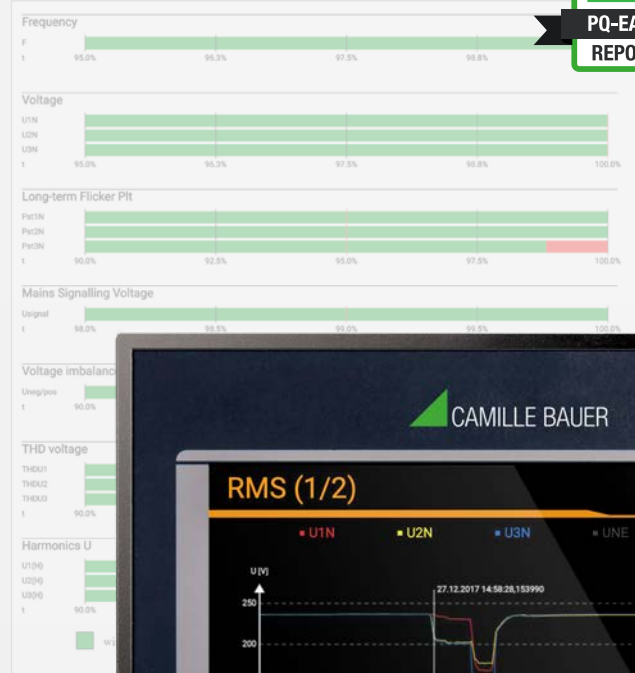 PQ-EA
REPO
Frequency
F
t 95.0% 96.3% 97.5% 98.8%
Voltage
U1N
U2N
U3N
t 95.0% 96.3% 97.5% 98.8% 100.0%
Long-term Flicker Plt
Pst1N
Pst2N
Pst3N
t 90.0% 92.5% 95.0% 97.5% 100.0%
Mains Signalling Voltage
Usignal
t 98.0% 98.5% 99.0% 99.5% 100.0%
Voltage imbalanc
Uneg/pos
t 90.0%
THD voltage
THDU1
THDU2
THDU3
t 90.0%
Harmonics U
U1(H)
U2(H)
U3(H)
t 90.0%
CAMILLE BAUER
RMS (1/2)
U1N U2N U3N UNE
U [V]
27.12.2017 14:58:28,153990
250
200